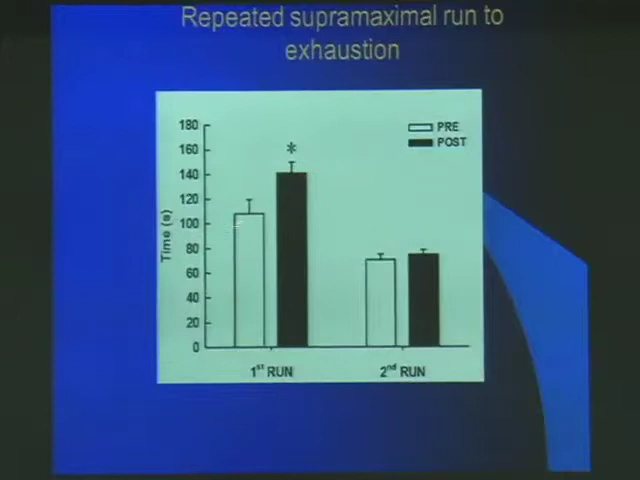 Repeated supramaximal run to
exhaustion
PRE
POST
*
180
160
140
120
100
80
60
40
20
0
Time (s)
1st RUN
2nd RUN